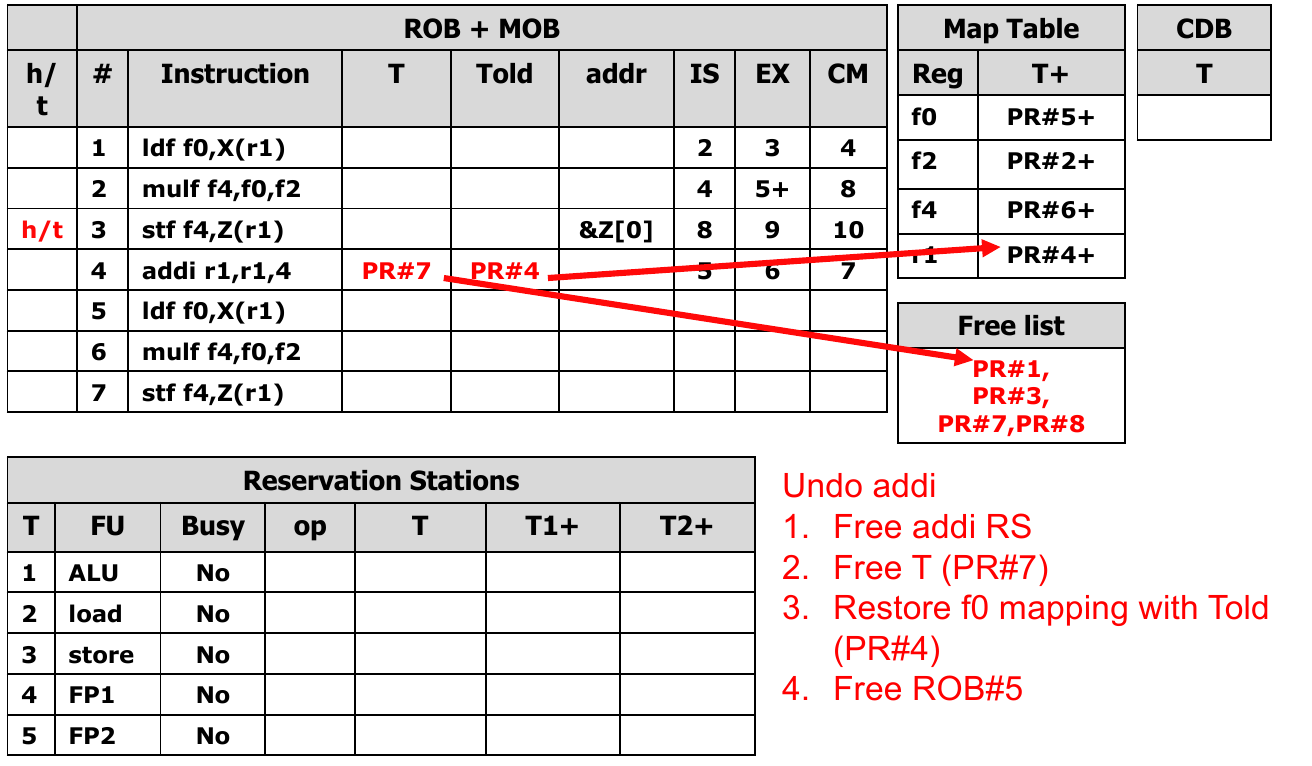 ROB + MOB
h/t # Instruction T Told addr IS EX CM
1 ldf f0,X(r1) 2 3 4
2 mulf f4,f0,f2 4 5+ 8
h/t 3 stf f4,Z(r1) &Z[0] 8 9 10
4 addi r1,r1,4 PR#7 PR#4 5 6 7
5 ldf f0,X(r1)
6 mulf f4,f0,f2
7 stf f4,Z(r1)
Map Table
Reg T+
f0 PR#5+
f2 PR#2+
f4 PR#6+
r1 PR#4+
CDB
T
Free list
PR#1,
PR#3,
PR#7,PR#8
Reservation Stations
T FU Busy op T T1+ T2+
1 ALU No
2 load No
3 store No
4 FP1 No
5 FP2 No
Undo addi
1. Free addi RS
2. Free T (PR#7)
3. Restore f0 mapping with Told
(PR#4)
4. Free ROB#5